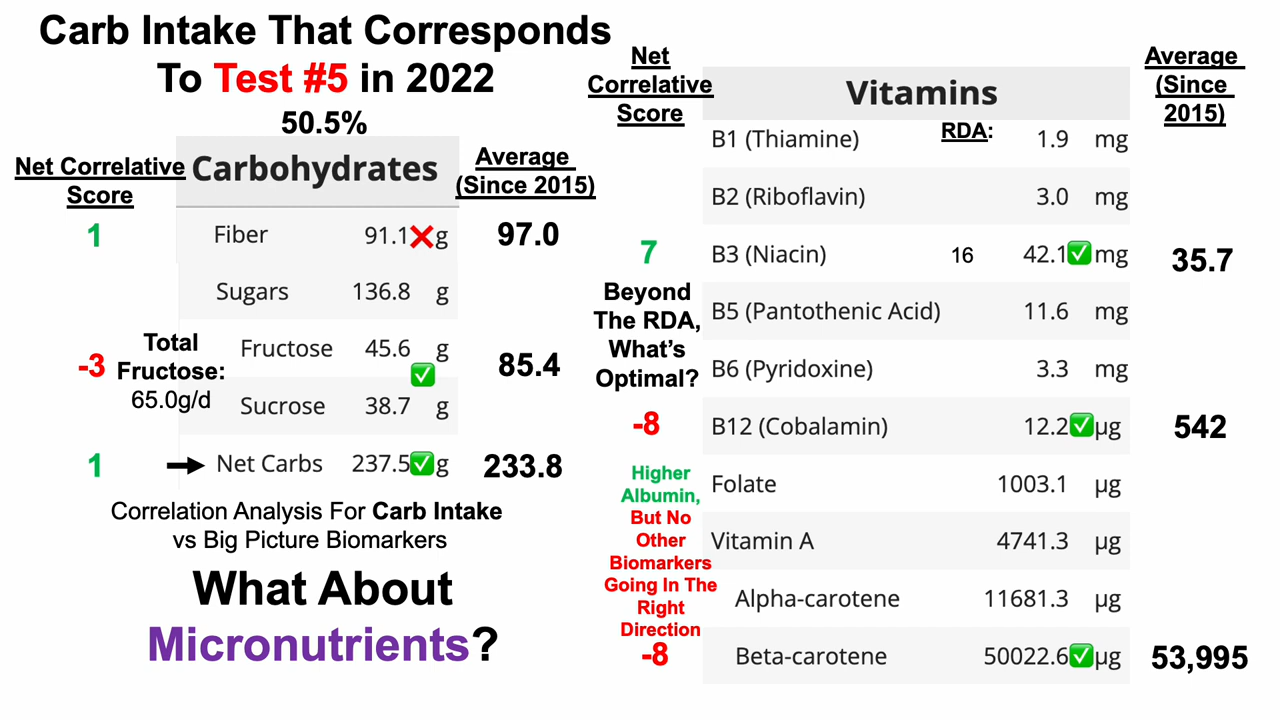 Carb Intake That Corresponds
To Test #5 in 2022
50.5%
Net Correlative
Score
Carbohydrates
Average
(Since 2015)
1
Fiber 91.1 g
97.0
Sugars 136.8 g
-3
Total
Fructose:
65.0g/d
Fructose 45.6 g
85.4
Sucrose 38.7 g
1
Net Carbs 237.5 g
233.8
Correlation Analysis For Carb Intake
vs Big Picture Biomarkers
What About
Micronutrients?
Net
Correlative
Score
Vitamins
Average
(Since
2015)
RDA:
B1 (Thiamine) 1.9 mg
B2 (Riboflavin) 3.0 mg
7
B3 (Niacin) 16 42.1 mg
35.7
Beyond
The RDA,
What's
Optimal?
B5 (Pantothenic Acid) 11.6 mg
B6 (Pyridoxine) 3.3 mg
-8
B12 (Cobalamin) 12.2 µg
542
Higher
Albumin,
But No
Other
Biomarkers
Going In The
Right
Direction
Folate 1003.1 µg
Vitamin A 4741.3 µg
Alpha-carotene 11681.3 µg
-8
Beta-carotene 50022.6 µg
53,995